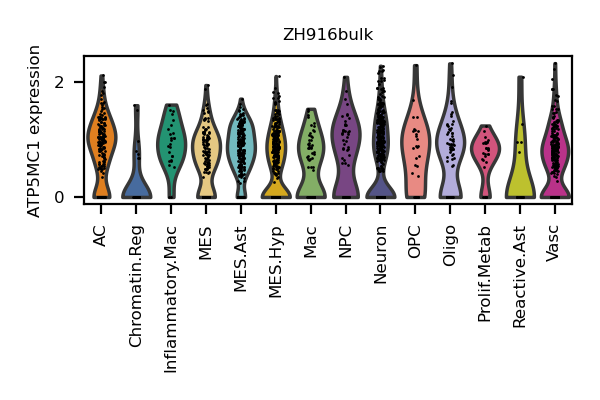 ZH916bulk
ATP5MC1 expression
2
0
AC
Chromatin.Reg
Inflammatory.Mac
MES
MES.Ast
MES.Hyp
Mac
NPC
Neuron
OPC
Oligo
Prolif.Metab
Reactive.Ast
Vasc